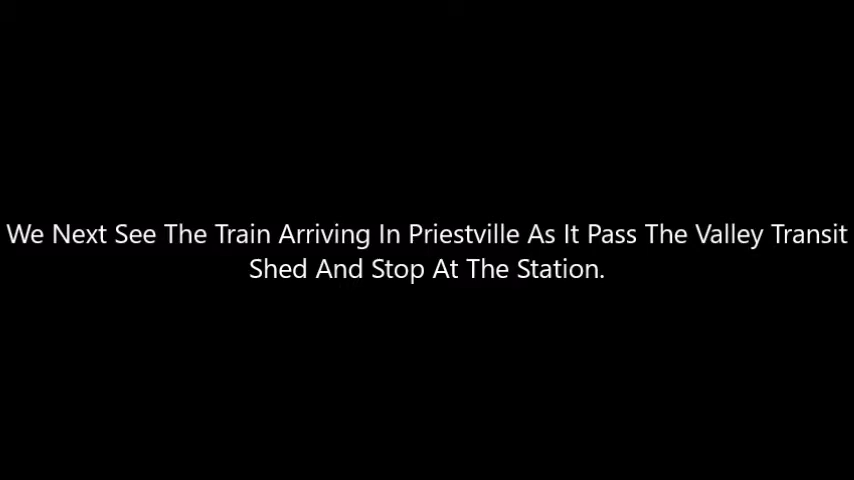 We Next See The Train Arriving In Priestville As It Pass The Valley Transit
Shed And Stop At The Station.